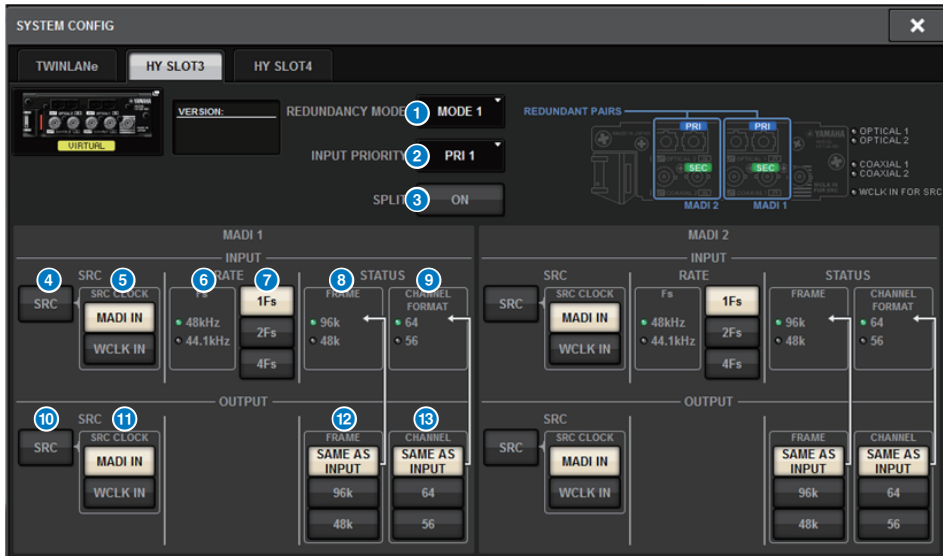 SYSTEM CONFIG
TWINLANe
HY SLOT3
HY SLOT4
VIRTUAL
VERSION:
REDUNDANCY MODE 1 MODE 1
INPUT PRIORITY 2 PRI 1
SPLIT 3 ON
REDUNDANT PAIRS
PRI PRI
SEC SEC
MADI 2 MADI 1
YAMAHA
OPTICAL 1
OPTICAL 2
COAXIAL 1
COAXIAL 2
WCLK IN FOR SRC
MADI 1
INPUT
SRC RATE STATUS
4 5 6 7 8 9
SRC
SRC CLOCK
MADI IN
WCLK IN
Fs
48kHz
44.1kHz
1Fs
2Fs
4Fs
FRAME
96k
48k
CHANNEL
FORMAT
64
56
OUTPUT
SRC
10 11 12 13
SRC
SRC CLOCK
MADI IN
WCLK IN
FRAME
SAME AS
INPUT
96k
48k
CHANNEL
SAME AS
INPUT
64
56
MADI 2
INPUT
SRC RATE STATUS
SRC
SRC CLOCK
MADI IN
WCLK IN
Fs
48kHz
44.1kHz
1Fs
2Fs
4Fs
FRAME
96k
48k
CHANNEL
FORMAT
64
56
OUTPUT
SRC
SRC
SRC CLOCK
MADI IN
WCLK IN
FRAME
SAME AS
INPUT
96k
48k
CHANNEL
SAME AS
INPUT
64
56